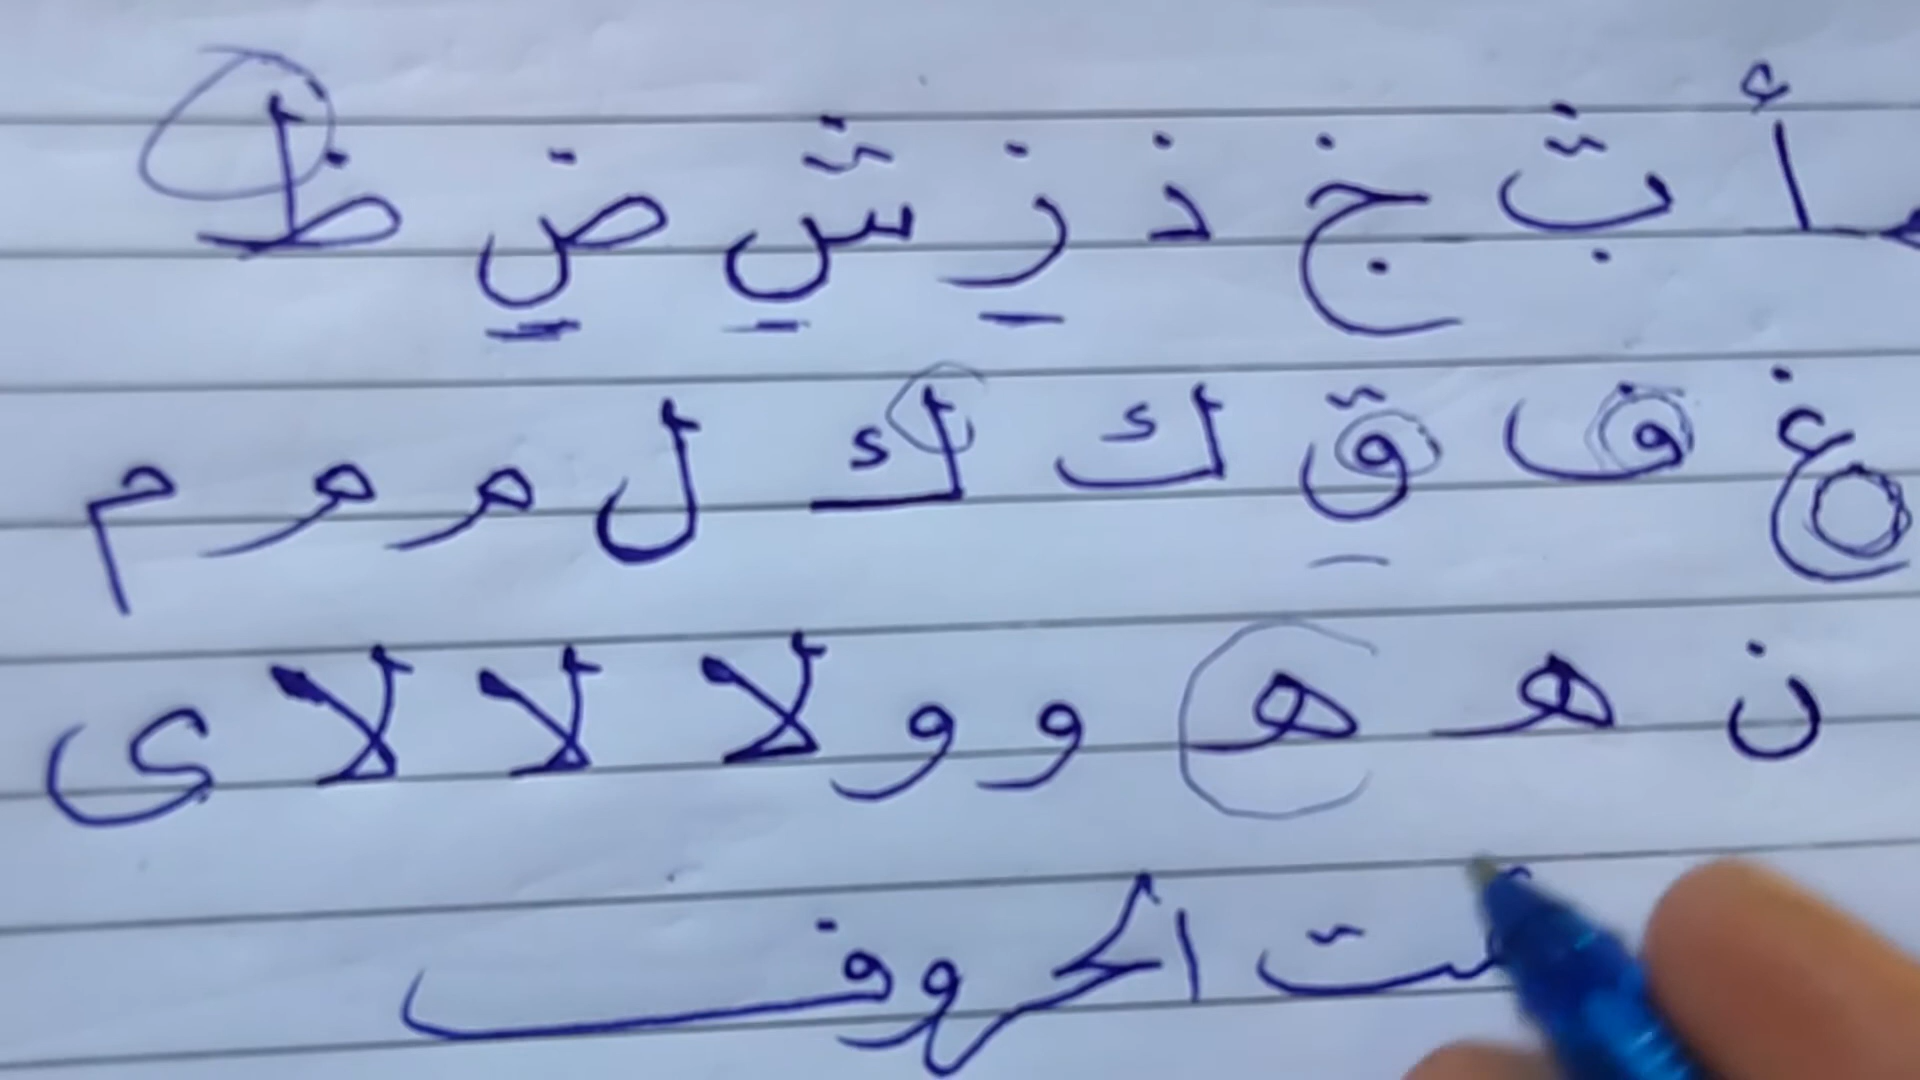 أ ب ج ذ ز ش ض ظ
غ ف ق ك ك ل م م م
ن ه ه و و لا لا لا ى
الحروف